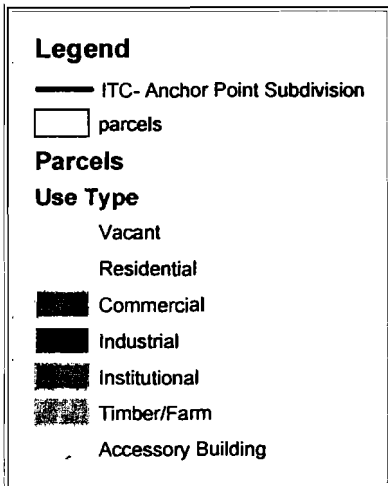 Legend
ITC- Anchor Point Subdivision
parcels
Parcels
Use Type
Vacant
Residential
Commercial
Industrial
Institutional
Timber/Farm
Accessory Building